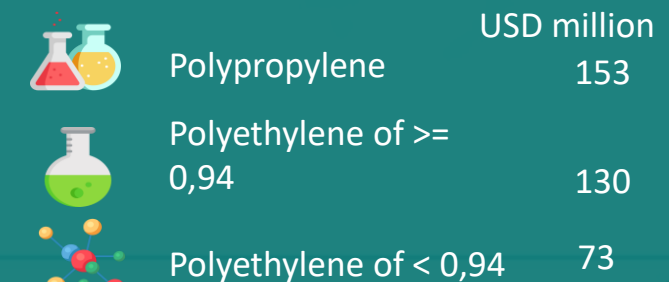 USD million
Polypropylene 153
Polyethylene of >=
0,94 130
Polyethylene of < 0,94 73